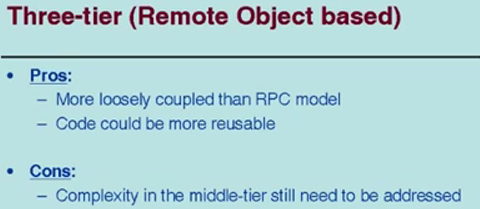 Three-tier (Remote Object based)
• Pros:
– More loosely coupled than RPC model
– Code could be more reusable
• Cons:
– Complexity in the middle-tier still need to be addressed